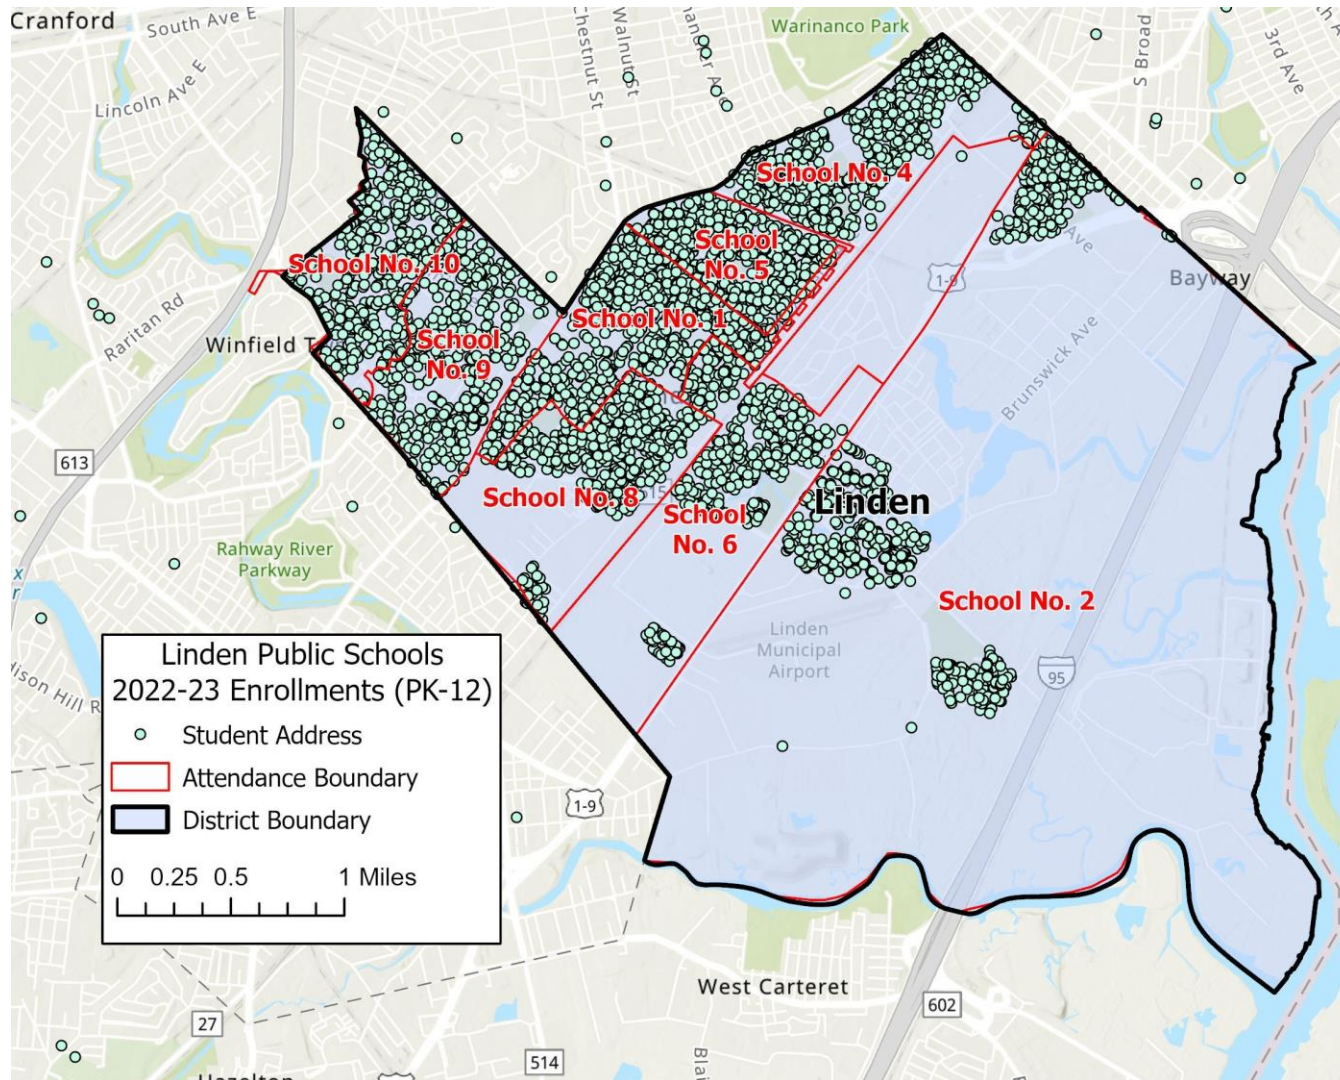 Cranford
South Ave E
Lincoln Ave E
Chestnut St
Walnut St
Warinanco Park
S Broad
3rd Ave
School No. 4
School
No. 5
School No. 10
School No. 1
School
No. 9
Ave
1-9
Bayway
Raritan Rd
Winfield T
Brunswick Ave
613
School No. 8
School
No. 6
Linden
School No. 2
Rahway River
Parkway
Linden
Municipal
Airport
95
Linden Public Schools
2022-23 Enrollments (PK-12)
Student Address
Attendance Boundary
District Boundary
0 0.25 0.5 1 Miles
1-9
West Carteret
602
27
514
Hazelton